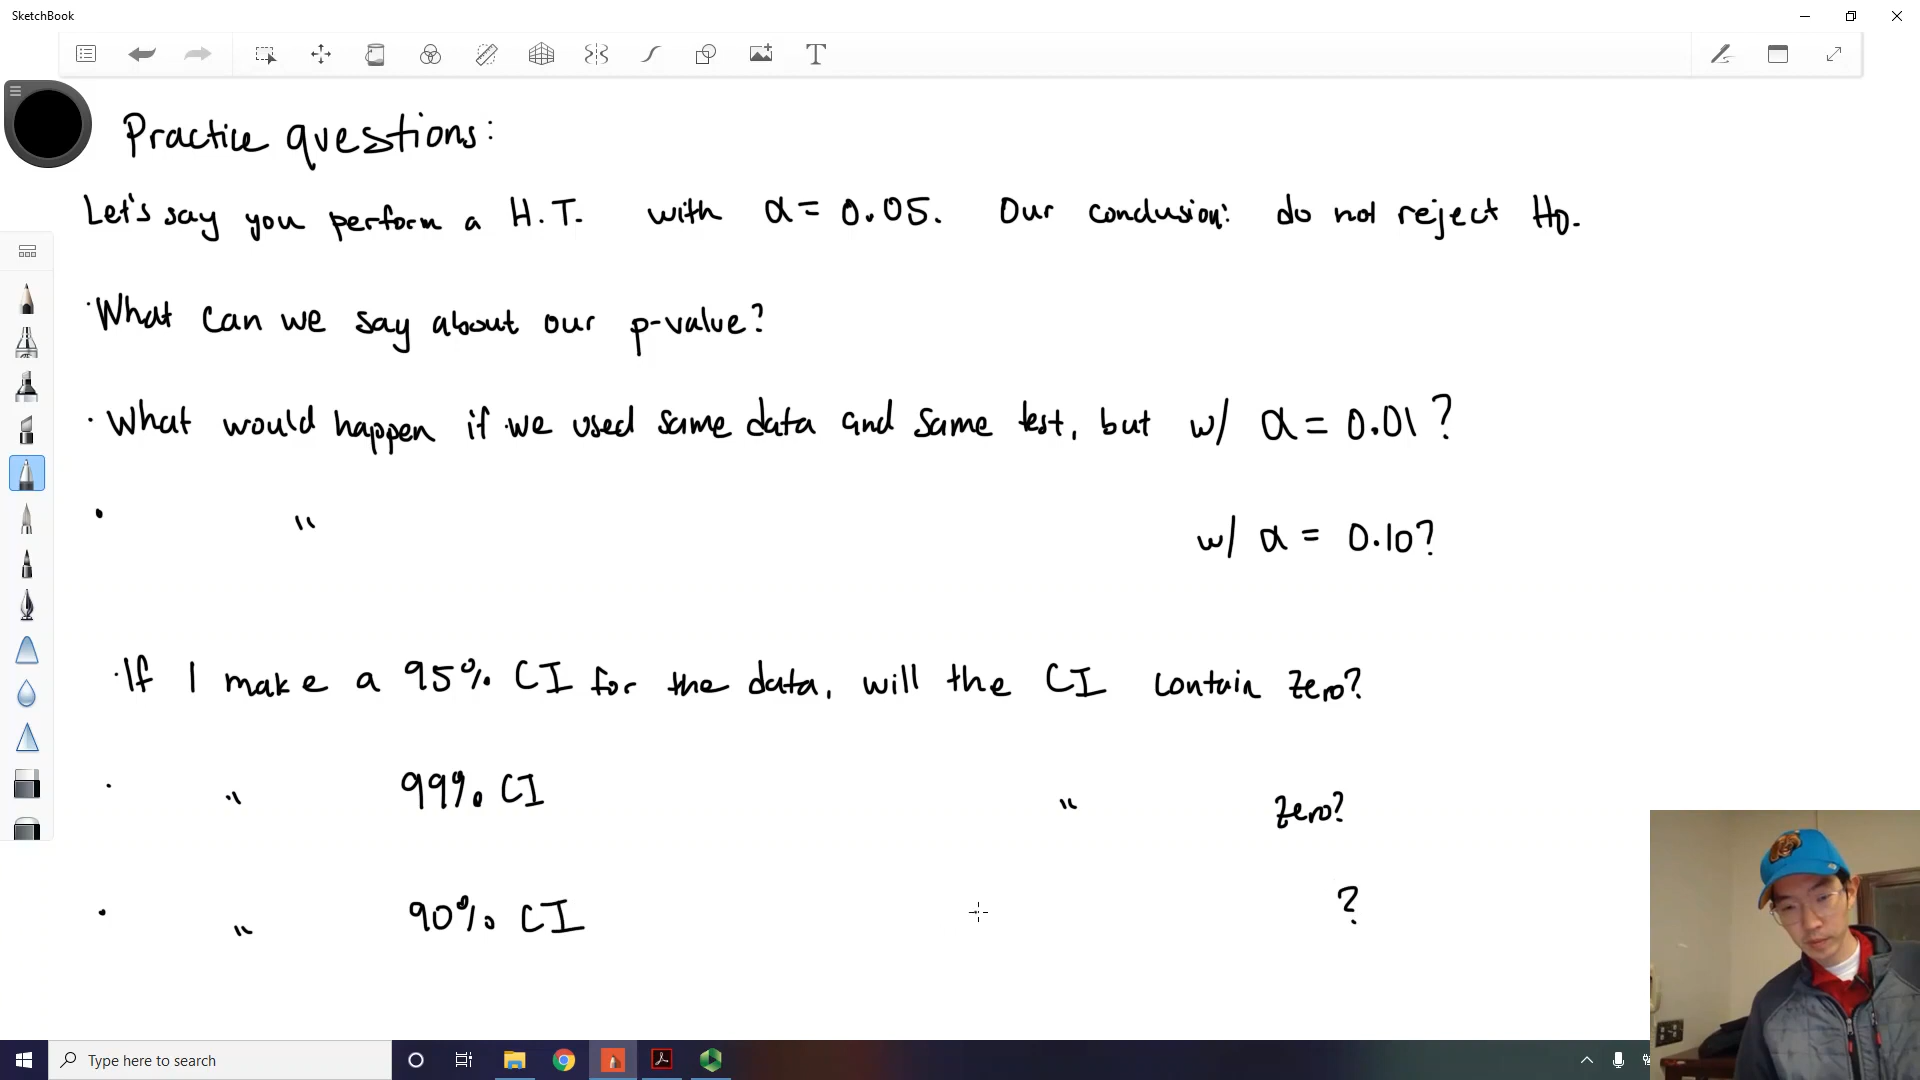 SketchBook
T
Practice questions:
Let's say you perform a H.T. with α = 0.05. Our conclusion: do not reject H0.
· What can we say about our p-value?
· What would happen if we used same data and same test, but w/ α = 0.01?
· " w/ α = 0.10?
· If I make a 95% CI for the data, will the CI contain zero?
· " 99% CI " zero?
· " 90% CI ?
Type here to search